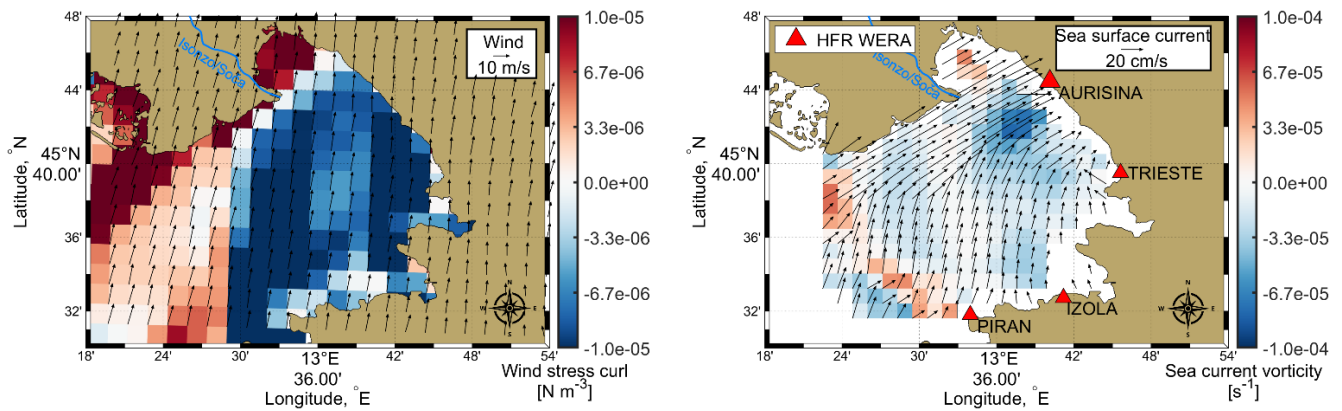 48'
44'
45°N
40.00'
36'
32'
Latitude, °N
18'
24'
30'
13°E
36.00'
42'
48'
54'
Longitude, °E
Isonzo/Soca
Wind
10 m/s
N
W
E
S
1.0e-05
6.7e-06
3.3e-06
0.0e+00
-3.3e-06
-6.7e-06
-1.0e-05
Wind stress curl
[N m-3]
48'
44'
45°N
40.00'
36'
32'
Latitude, °N
18'
24'
30'
13°E
36.00'
42'
48'
54'
Longitude, °E
HFR WERA
Isonzo/Soca
Sea surface current
20 cm/s
AURISINA
TRIESTE
IZOLA
PIRAN
N
W
E
S
1.0e-04
6.7e-05
3.3e-05
0.0e+00
-3.3e-05
-6.7e-05
-1.0e-04
Sea current vorticity
[s-1]